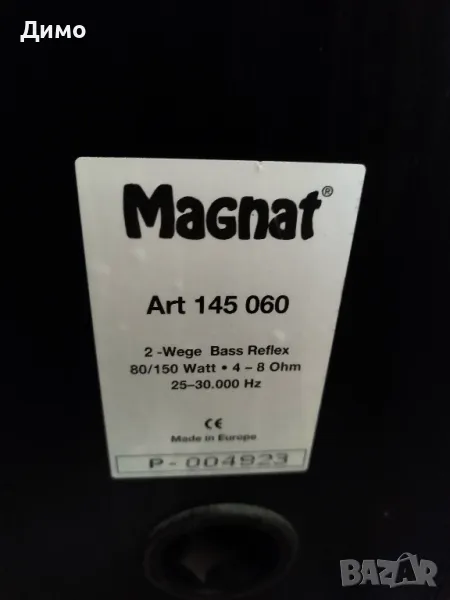 Димо
Magnat®
Art 145 060
2 -Wege Bass Reflex
80/150 Watt • 4 – 8 Ohm
25–30.000 Hz
CE
Made in Europe
P-004923
BAZAR